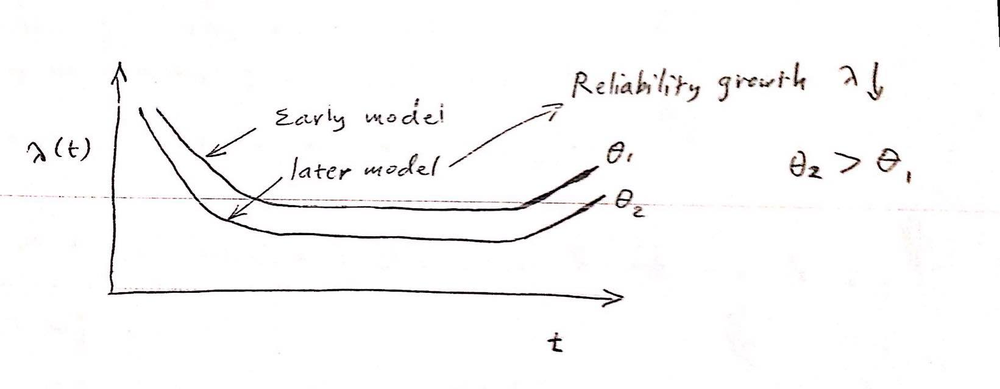 Reliability growth λ ↓
Early model
λ(t)
later model
θ₁
θ₂ > θ₁
θ₂
t